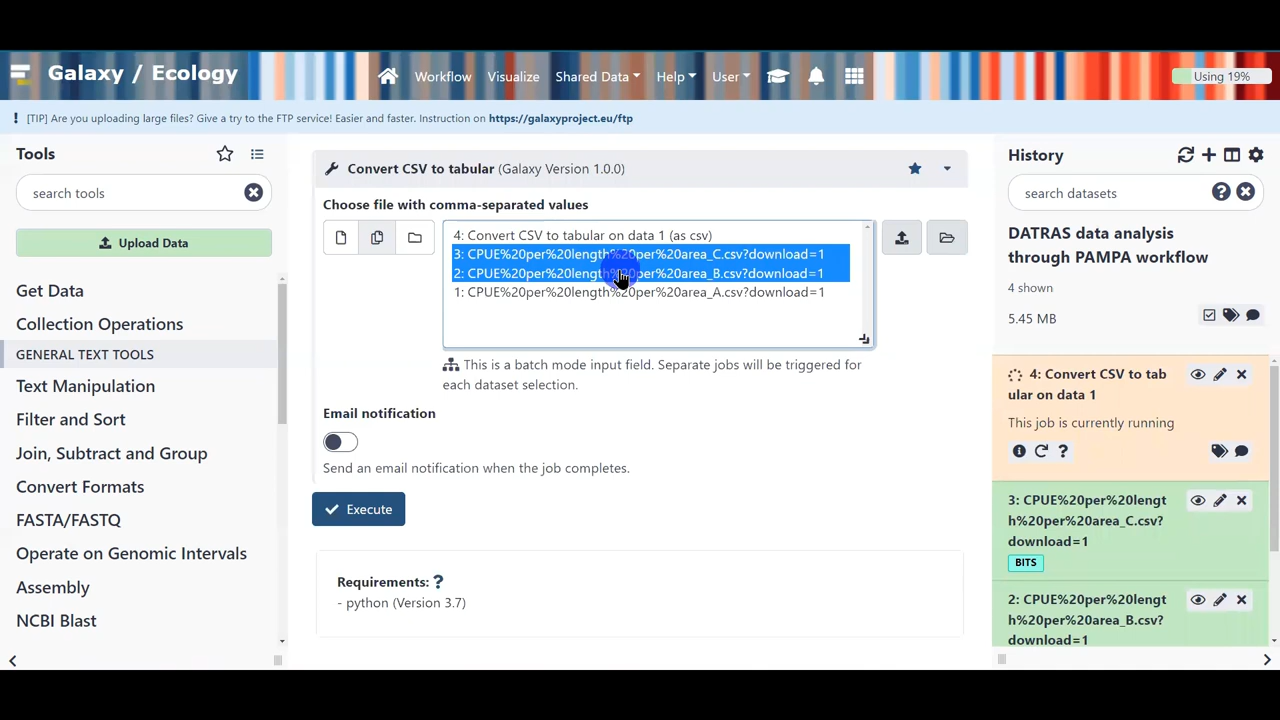 Galaxy / Ecology
Workflow Visualize Shared Data Help User
Using 19%
! [TIP] Are you uploading large files? Give a try to the FTP service! Easier and faster. Instruction on https://galaxyproject.eu/ftp
Tools
search tools
Upload Data
Get Data
Collection Operations
GENERAL TEXT TOOLS
Text Manipulation
Filter and Sort
Join, Subtract and Group
Convert Formats
FASTA/FASTQ
Operate on Genomic Intervals
Assembly
NCBI Blast
Convert CSV to tabular (Galaxy Version 1.0.0)
Choose file with comma-separated values
4: Convert CSV to tabular on data 1 (as csv)
3: CPUE%20per%20length%20per%20area_C.csv?download=1
2: CPUE%20per%20length%20per%20area_B.csv?download=1
1: CPUE%20per%20length%20per%20area_A.csv?download=1
This is a batch mode input field. Separate jobs will be triggered for
each dataset selection.
Email notification
Send an email notification when the job completes.
Execute
Requirements: ?
- python (Version 3.7)
History
search datasets
DATRAS data analysis
through PAMPA workflow
4 shown
5.45 MB
4: Convert CSV to tab
ular on data 1
This job is currently running
3: CPUE%20per%20lengt
h%20per%20area_C.csv?
download=1
BITS
2: CPUE%20per%20lengt
h%20per%20area_B.csv?
download=1